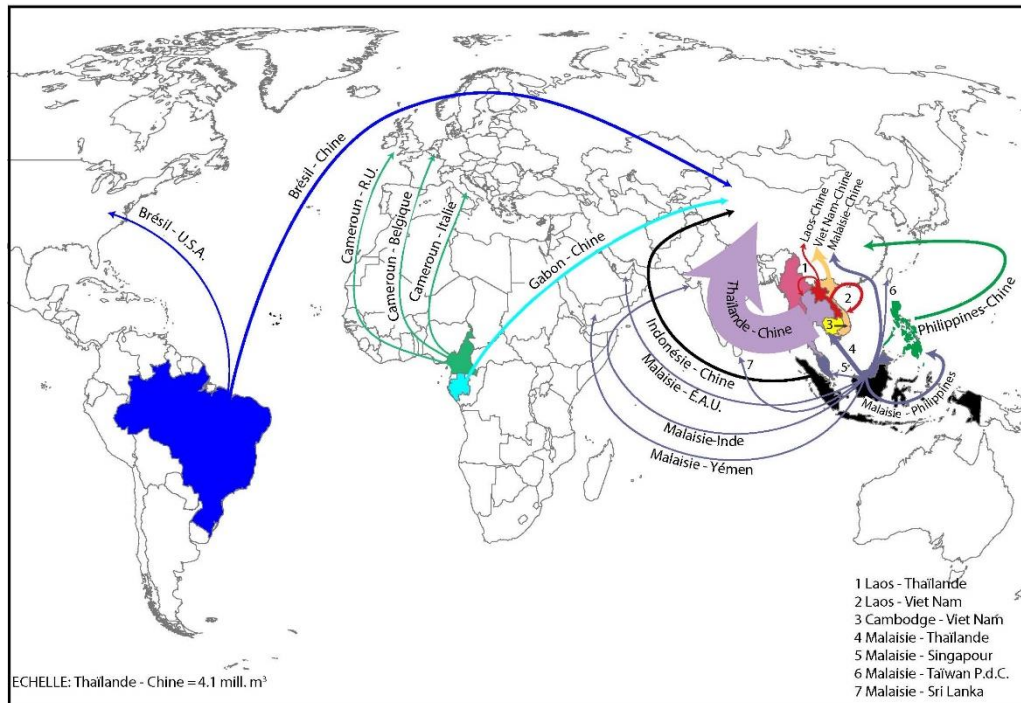 Brésil - U.S.A.
Brésil - Chine
Cameroun - R.U.
Cameroun - Belgique
Cameroun - Italie
Gabon - Chine
Laos-Chine
Viet Nam-Chine
Malaisie-Chine
1
2
3
4
5
6
7
Thaïlande - Chine
Philippines-Chine
Indonésie - Chine
Malaisie - E.A.U.
Malaisie-Inde
Malaisie - Yémen
Malaisie - Philippines
1 Laos - Thaïlande
2 Laos - Viet Nam
3 Cambodge - Viet Nam
4 Malaisie - Thaïlande
5 Malaisie - Singapour
6 Malaisie - Taïwan P.d.C.
7 Malaisie - Sri Lanka
ECHELLE: Thaïlande - Chine = 4.1 mill. m³